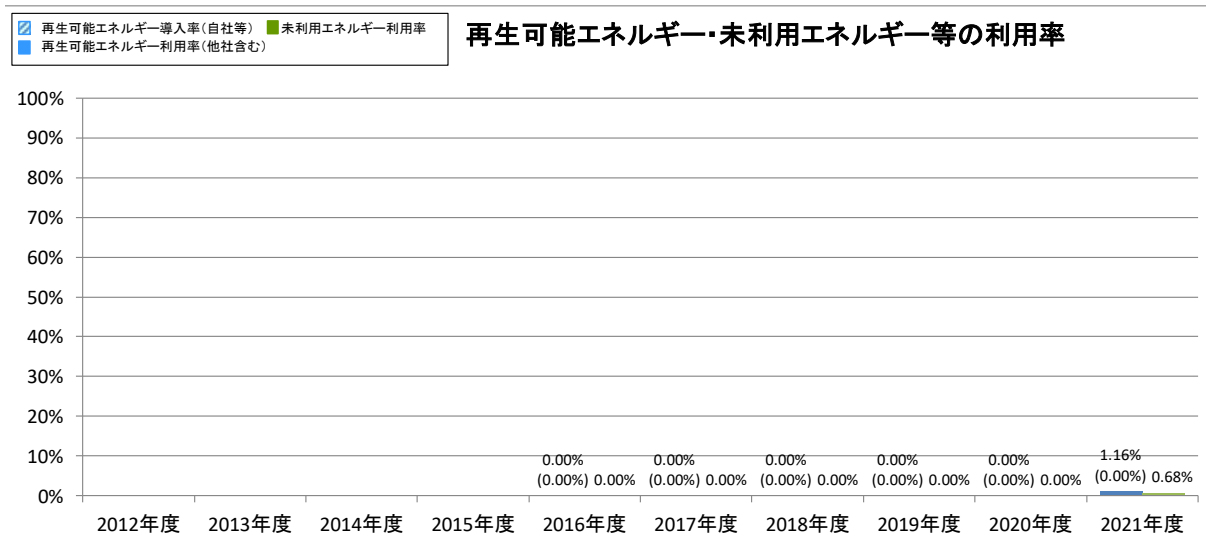 再生可能エネルギー導入率(自社等) 未利用エネルギー利用率
再生可能エネルギー利用率(他社含む)
再生可能エネルギー・未利用エネルギー等の利用率
100%
90%
80%
70%
60%
50%
40%
30%
20%
10%
0%
0.00% 0.00% 0.00% 0.00% 0.00% 1.16%
(0.00%) 0.00% (0.00%) 0.00% (0.00%) 0.00% (0.00%) 0.00% (0.00%) 0.00% (0.00%) 0.68%
2012年度 2013年度 2014年度 2015年度 2016年度 2017年度 2018年度 2019年度 2020年度 2021年度